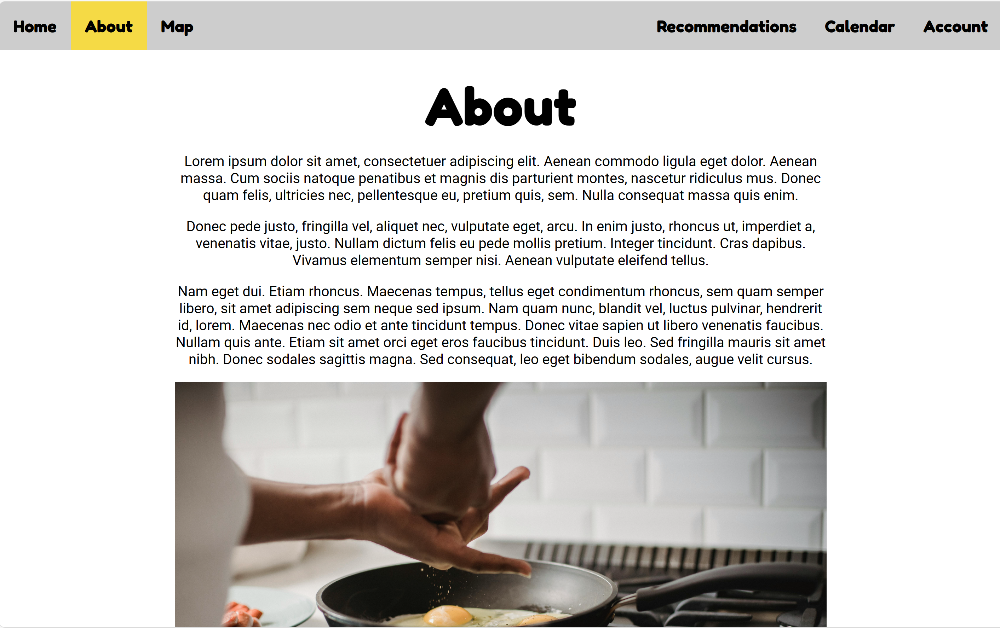 Home About Map Recommendations Calendar Account
About
Lorem ipsum dolor sit amet, consectetuer adipiscing elit. Aenean commodo ligula eget dolor. Aenean
massa. Cum sociis natoque penatibus et magnis dis parturient montes, nascetur ridiculus mus. Donec
quam felis, ultricies nec, pellentesque eu, pretium quis, sem. Nulla consequat massa quis enim.
Donec pede justo, fringilla vel, aliquet nec, vulputate eget, arcu. In enim justo, rhoncus ut, imperdiet a,
venenatis vitae, justo. Nullam dictum felis eu pede mollis pretium. Integer tincidunt. Cras dapibus.
Vivamus elementum semper nisi. Aenean vulputate eleifend tellus.
Nam eget dui. Etiam rhoncus. Maecenas tempus, tellus eget condimentum rhoncus, sem quam semper
libero, sit amet adipiscing sem neque sed ipsum. Nam quam nunc, blandit vel, luctus pulvinar, hendrerit
id, lorem. Maecenas nec odio et ante tincidunt tempus. Donec vitae sapien ut libero venenatis faucibus.
Nullam quis ante. Etiam sit amet orci eget eros faucibus tincidunt. Duis leo. Sed fringilla mauris sit amet
nibh. Donec sodales sagittis magna. Sed consequat, leo eget bibendum sodales, augue velit cursus.